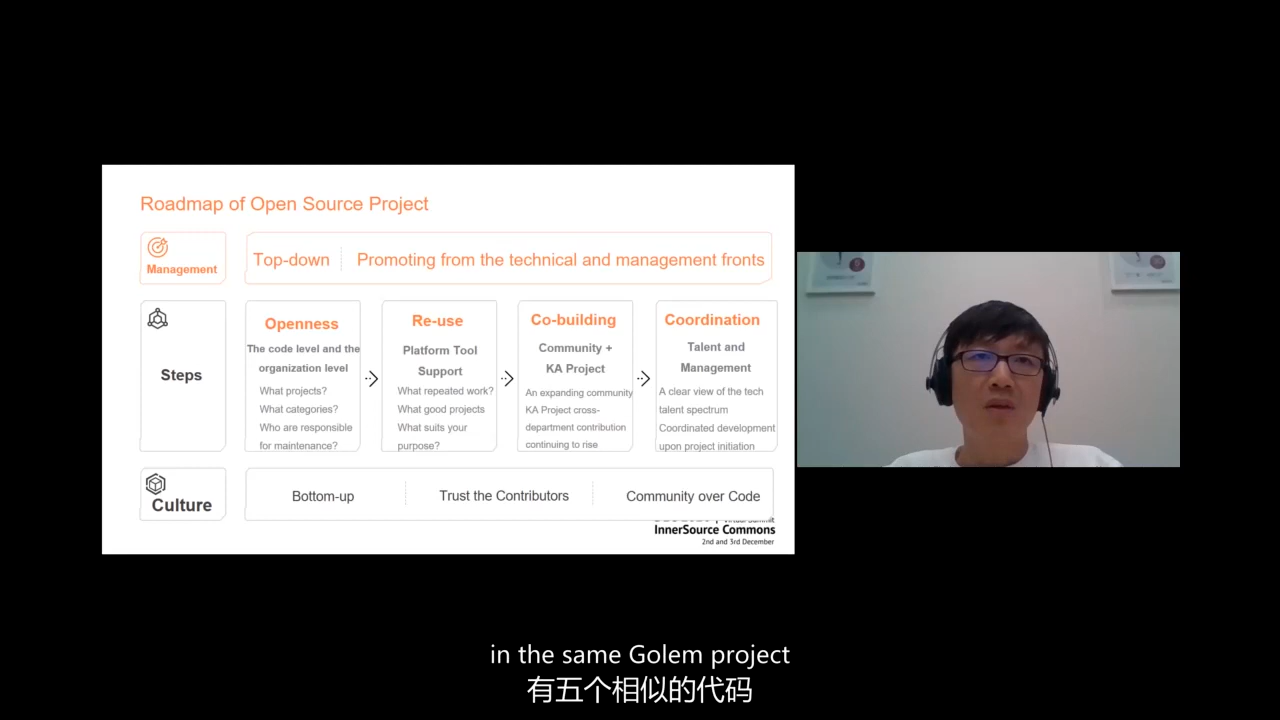 Roadmap of Open Source Project
Management
Top-down
Promoting from the technical and management fronts
Steps
Openness
The code level and the
organization level
What projects?
What categories?
Who are responsible
for maintenance?
Re-use
Platform Tool
Support
What repeated work?
What good projects
What suits your
purpose?
Co-building
Community +
KA Project
An expanding community
KA Project cross-
department contribution
continuing to rise
Coordination
Talent and
Management
A clear view of the tech
talent spectrum
Coordinated development
upon project initiation
Culture
Bottom-up
Trust the Contributors
Community over Code
Virtual Summit
InnerSource Commons
2nd and 3rd December
in the same Golem project
有五个相似的代码